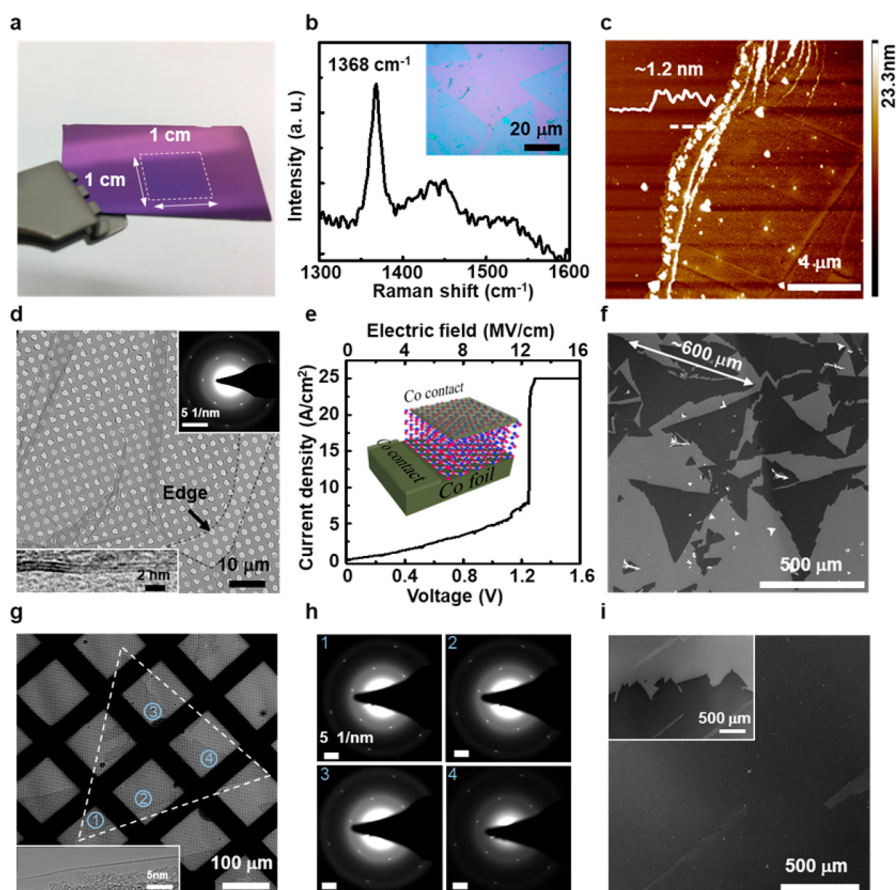 a
1 cm
1 cm
b
1368 cm⁻¹
20 μm
Intensity (a. u.)
1300 1400 1500 1600
Raman shift (cm⁻¹)
c
~1.2 nm
4 μm
23.3nm
d
5 1/nm
Edge
2 nm
10 μm
e
Electric field (MV/cm)
0 4 8 12 16
Current density (A/cm²)
25
20
15
10
5
0
Co contact
Co contact
Co foil
0 0.4 0.8 1.2 1.6
Voltage (V)
f
~600 μm
500 μm
g
③
④
②
①
5nm
100 μm
h
1
2
5 1/nm
3
4
i
500 μm
500 μm